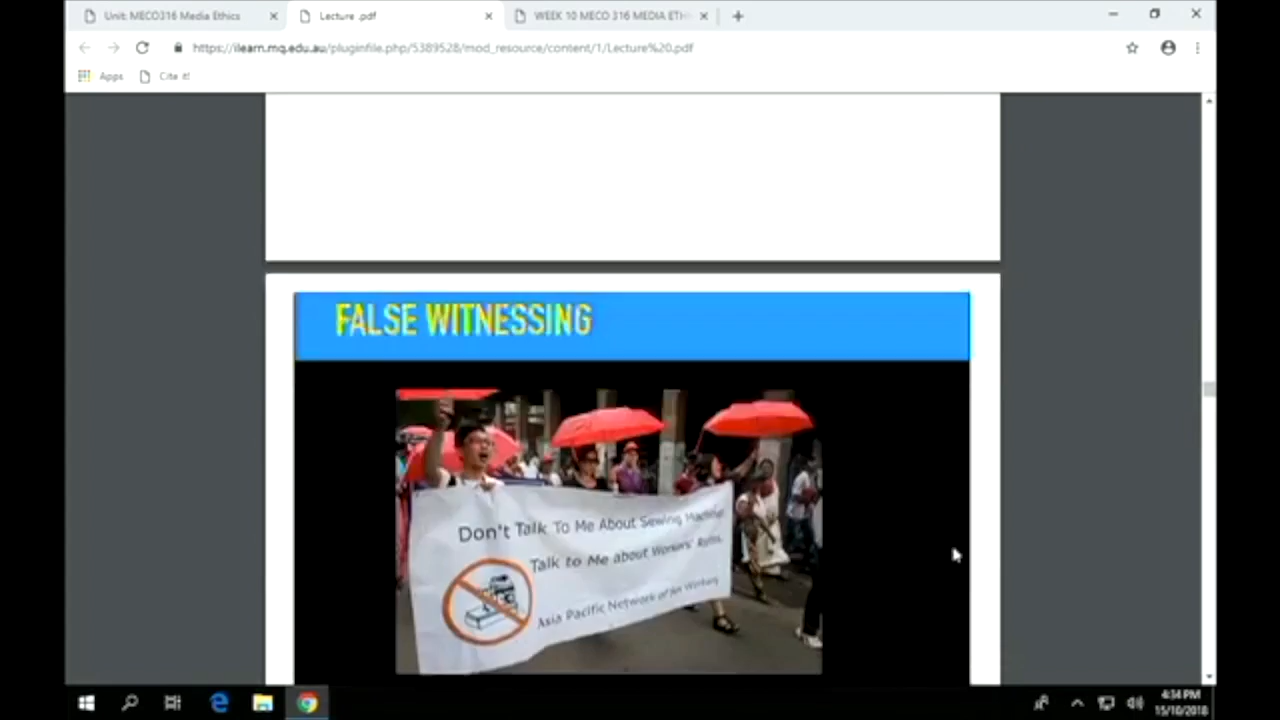 Unit: MECO316 Media Ethics
Lecture .pdf
WEEK 10 MECO 316 MEDIA ETH
https://ilearn.mq.edu.au/pluginfile.php/5389528/mod_resource/content/1/Lecture%20.pdf
Apps
Cite it!
FALSE WITNESSING
Don't Talk To Me About Sewing Machines
Talk to Me about Workers' Rights
Asia Pacific Network of Sex Workers
4:34 PM
15/10/2018